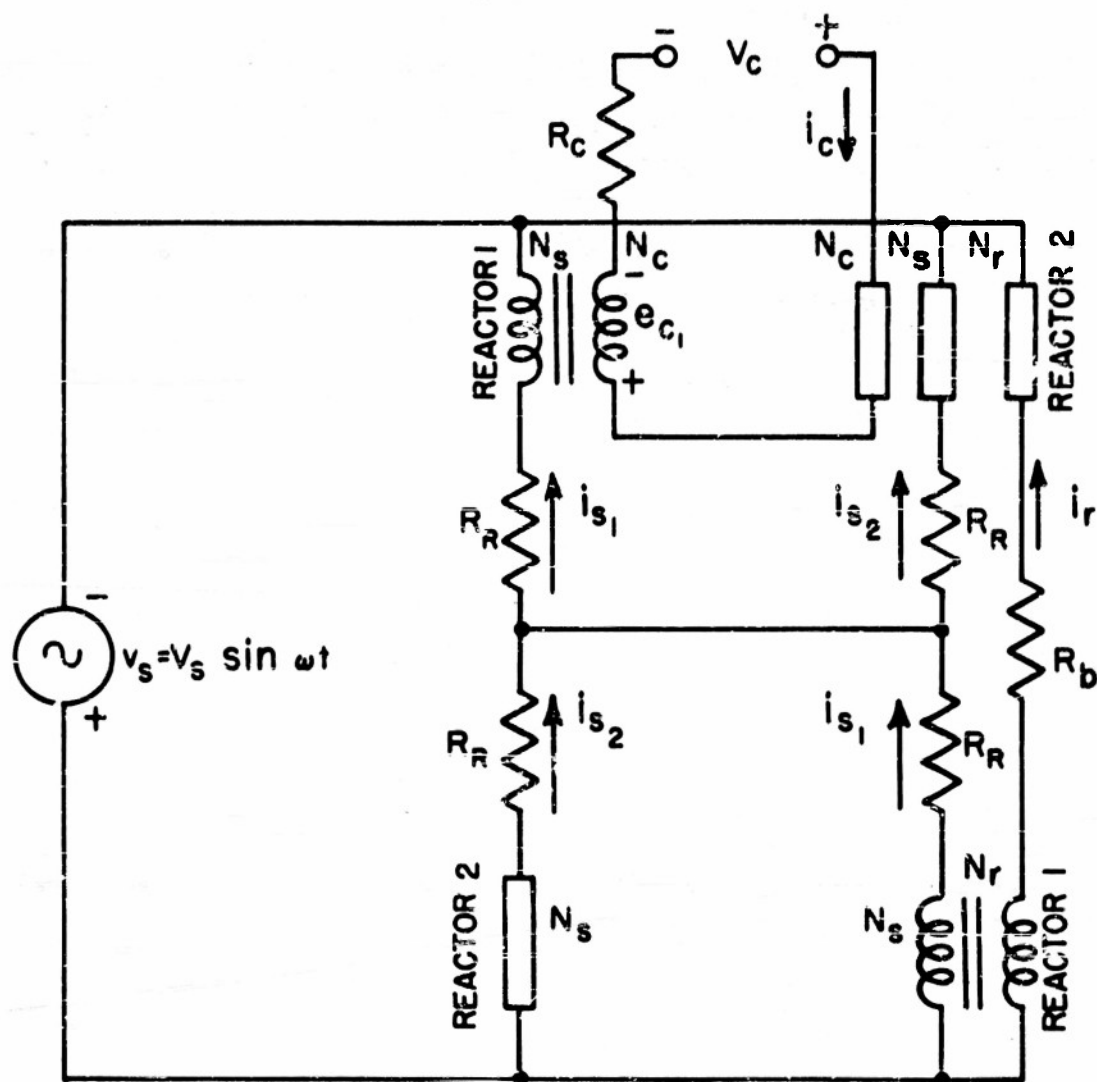 - V_c +
R_c
i_c
N_s N_c N_c N_s N_r
REACTOR 1
-
e_c₁
+
REACTOR 2
R_R i_s₁ i_s₂ R_R i_r
-
v_s=V_s sin ωt
+
R_b
R_R i_s₂ i_s₁ R_R
REACTOR 2
N_s
N_s N_r
REACTOR 1